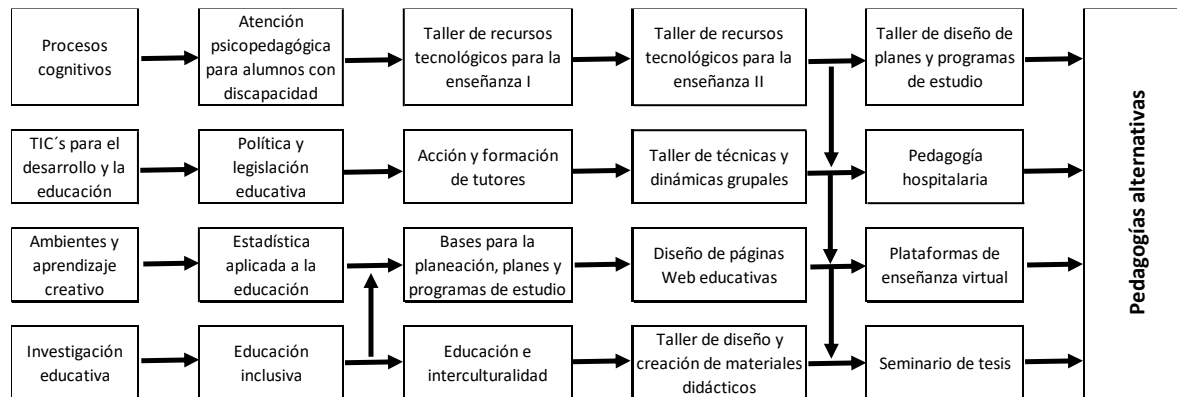 Procesos
cognitivos
Atención
psicopedagógica
para alumnos con
discapacidad
Taller de recursos
tecnológicos para la
enseñanza I
Taller de recursos
tecnológicos para la
enseñanza II
Taller de diseño de
planes y programas
de estudio
TIC´s para el
desarrollo y la
educación
Política y
legislación
educativa
Acción y formación
de tutores
Taller de técnicas y
dinámicas grupales
Pedagogía
hospitalaria
Ambientes y
aprendizaje
creativo
Estadística
aplicada a la
educación
Bases para la
planeación, planes y
programas de estudio
Diseño de páginas
Web educativas
Plataformas de
enseñanza virtual
Investigación
educativa
Educación
inclusiva
Educación e
interculturalidad
Taller de diseño y
creación de materiales
didácticos
Seminario de tesis
Pedagogías alternativas